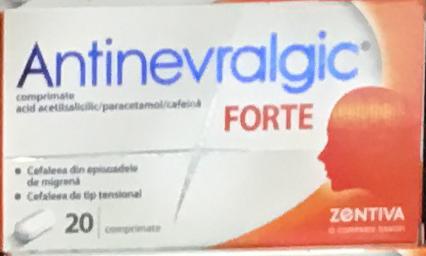 Antinevralgic®
comprimate
acid acetilsalicilic/paracetamol/cafeină
FORTE
• Cefaleea din episoadele
de migrenă
• Cefaleea de tip tensional
20 comprimate
ZENTIVA